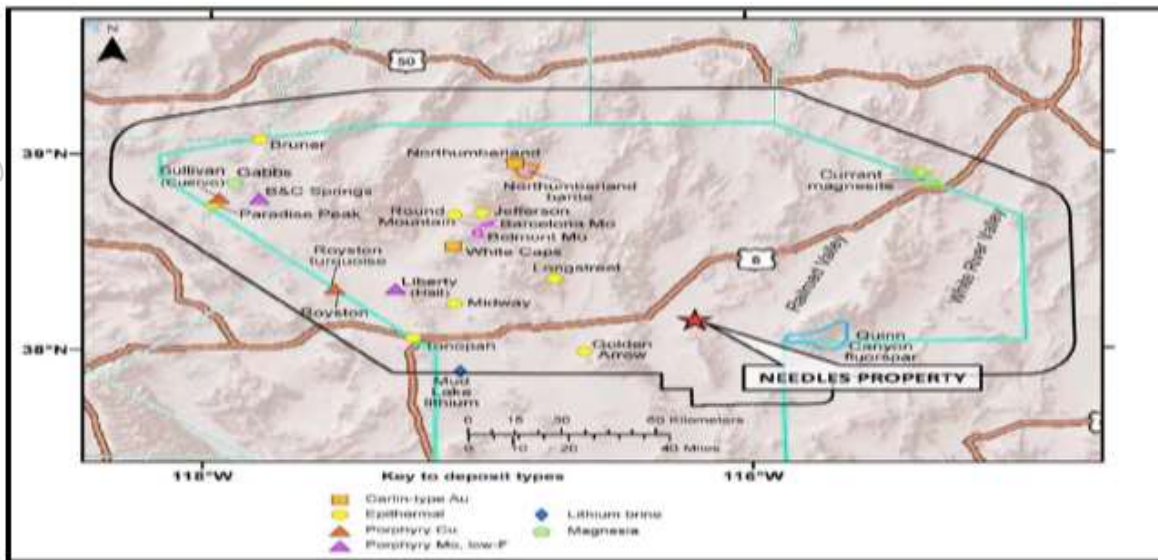 N
50
39°N
39°N
Bruner
Northumberland
Northumberland
barite
Gullivan
(Cuervo)
Gabbs
B&C Springs
Paradise Peak
Currant
magnesite
Round
Mountain
Jefferson
Barcelona Mo
Belmont Mo
White Caps
Royston
turquoise
Longstreet
6
Railroad Valley
White River Valley
Liberty
(Hall)
Midway
Royston
38°N
38°N
Tonopah
Golden
Arrow
Quinn
Canyon
fluorspar
NEEDLES PROPERTY
Mud
Lake
lithium
0 15 30 60 Kilometers
0 10 20 40 Miles
118°W
116°W
Key to deposit types
Carlin-type Au
Epithermal
Porphyry Cu
Porphyry Mo, low-F
Lithium brine
Magnesia